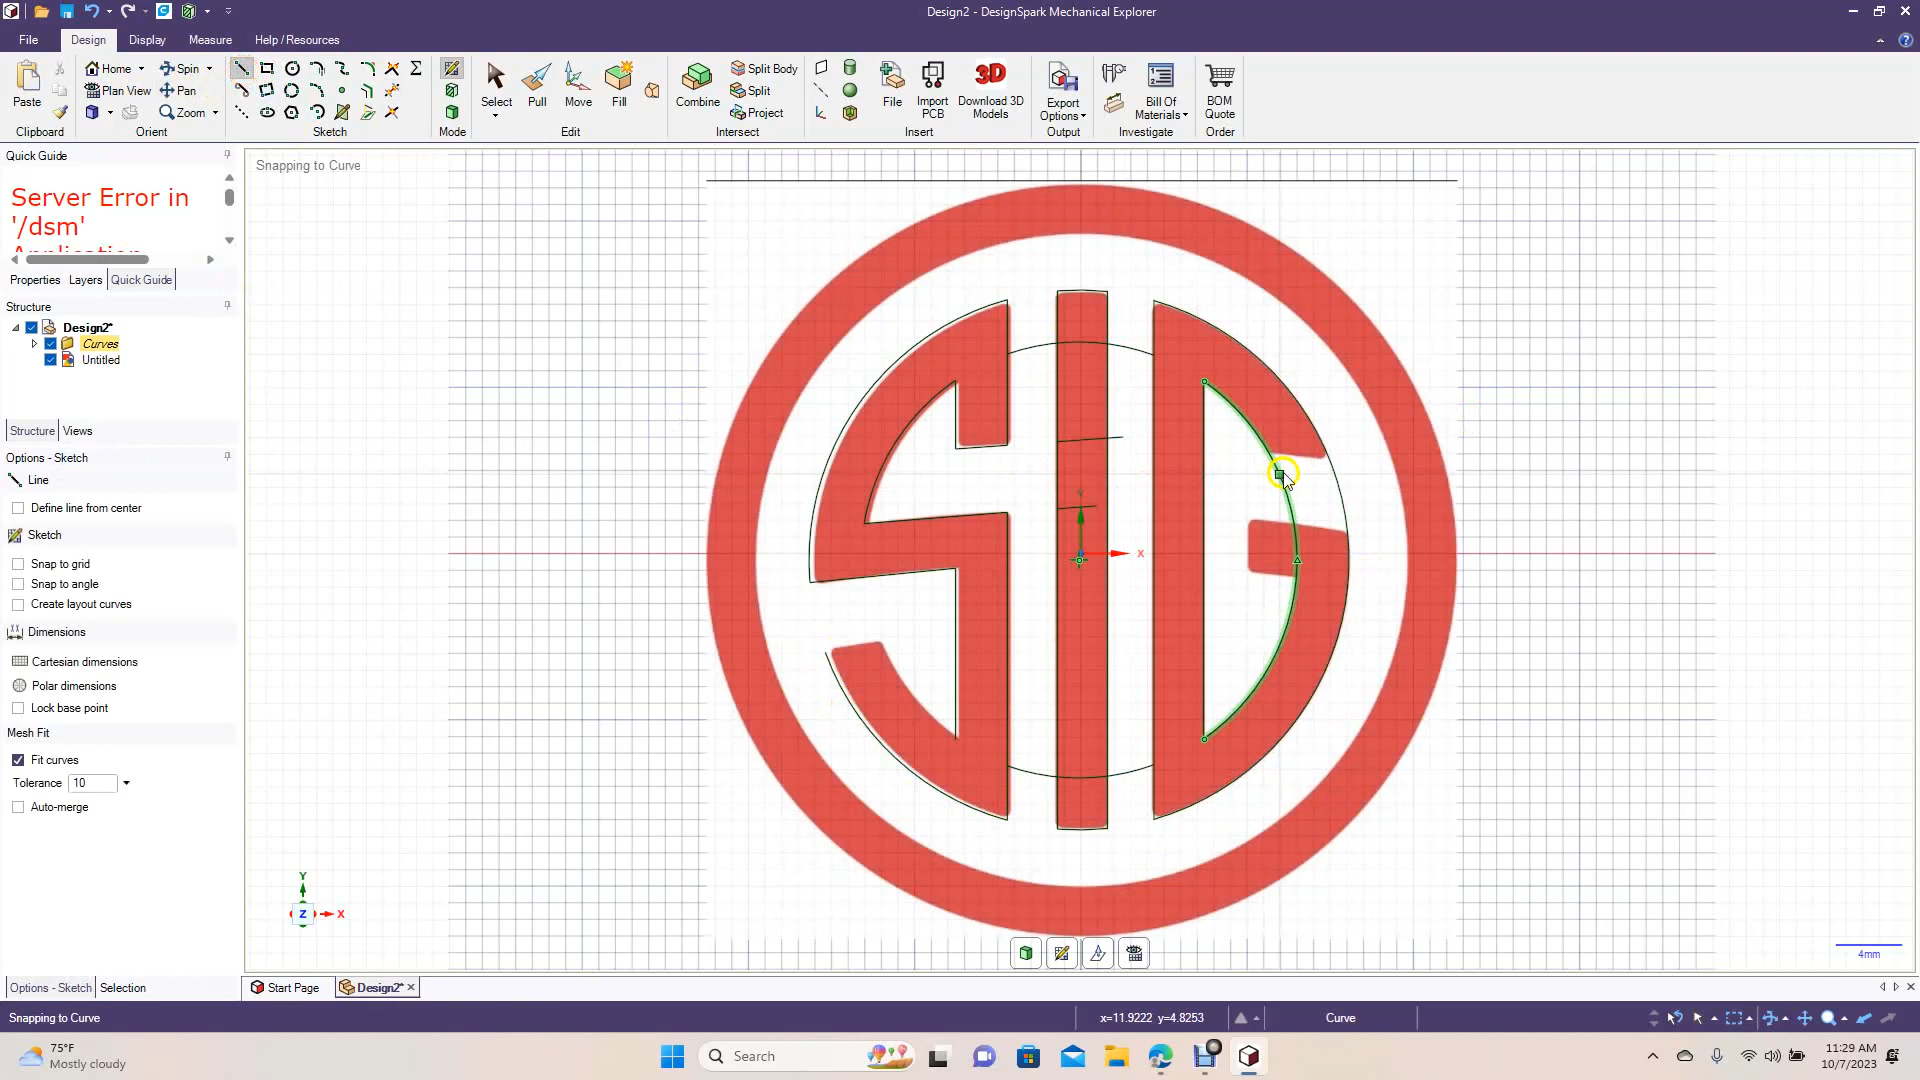 Design2 - DesignSpark Mechanical Explorer
File
Design
Display
Measure
Help / Resources
Paste
Home
Plan View
Spin
Pan
Zoom
Select
Pull
Move
Fill
Combine
Split Body
Split
Project
File
Import
PCB
3D
Download 3D
Models
Export
Options
Bill Of
Materials
BOM
Quote
Clipboard
Orient
Sketch
Mode
Edit
Intersect
Insert
Output
Investigate
Order
Quick Guide
Server Error in
'/dsm'
Application
Properties
Layers
Quick Guide
Structure
Design2*
Curves
Untitled
Structure
Views
Options - Sketch
Line
Define line from center
Sketch
Snap to grid
Snap to angle
Create layout curves
Dimensions
Cartesian dimensions
Polar dimensions
Lock base point
Mesh Fit
Fit curves
Tolerance
10
Auto-merge
Options - Sketch
Selection
Snapping to Curve
SIG
Y
X
Y
Z
X
4mm
Start Page
Design2*
Snapping to Curve
x=11.9222 y=4.8253
Curve
75°F
Mostly cloudy
Search
11:29 AM
10/7/2023